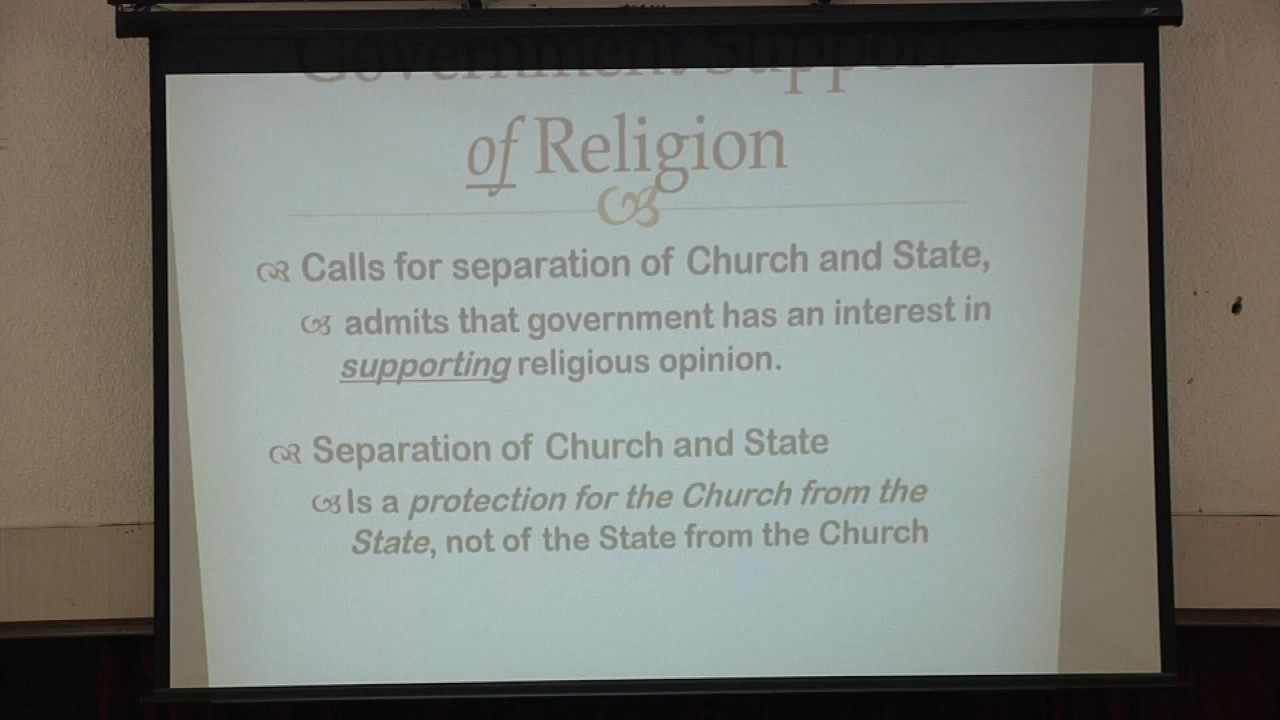 Government Support
of Religion
Calls for separation of Church and State,
admits that government has an interest in
supporting religious opinion.
Separation of Church and State
Is a protection for the Church from the
State, not of the State from the Church